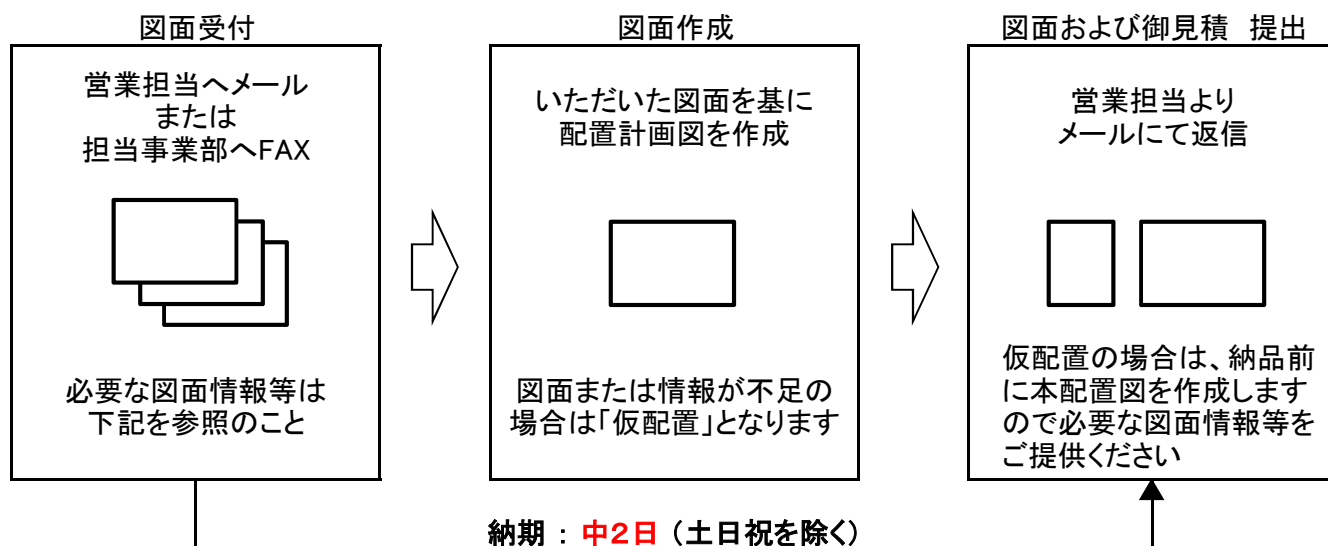 図面受付
営業担当へメール
または
担当事業部へFAX
必要な図面情報等は
下記を参照のこと
図面作成
いただいた図面を基に
配置計画図を作成
図面または情報が不足の
場合は「仮配置」となります
図面および御見積　提出
営業担当より
メールにて返信
仮配置の場合は、納品前
に本配置図を作成します
ので必要な図面情報等を
ご提供ください
納期 : 中2日 (土日祝を除く)